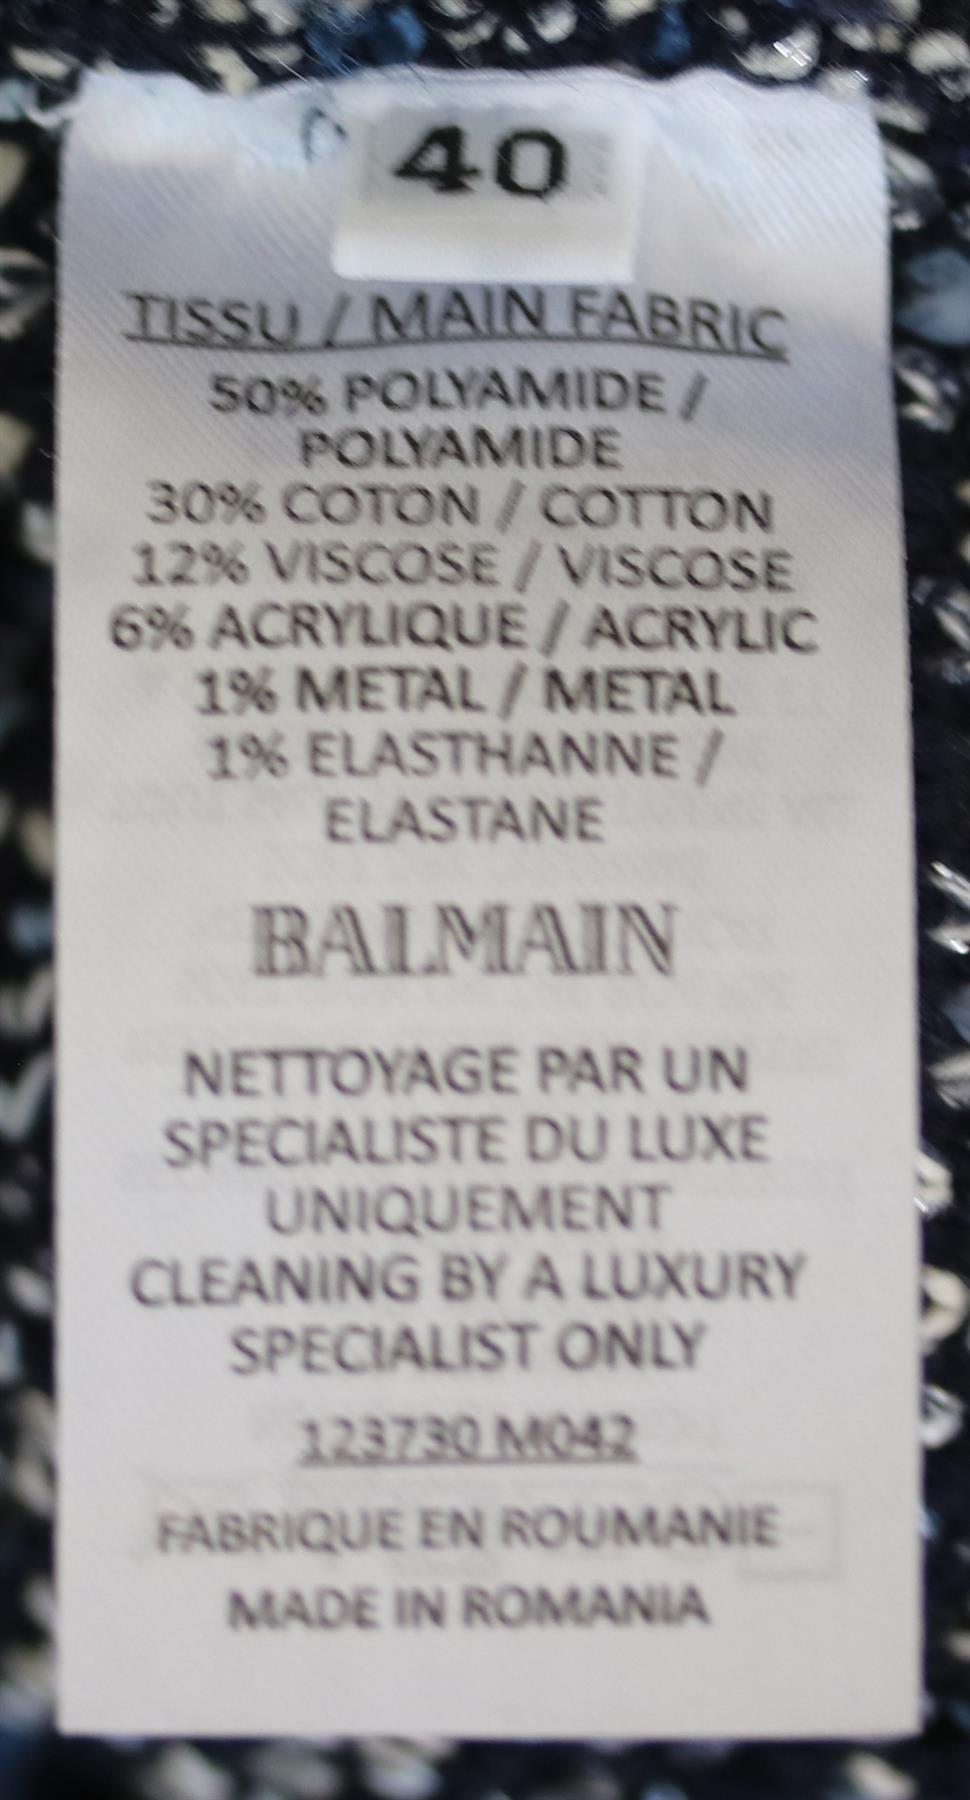 40
TISSU / MAIN FABRIC
50% POLYAMIDE /
POLYAMIDE
30% COTON / COTTON
12% VISCOSE / VISCOSE
6% ACRYLIQUE / ACRYLIC
1% METAL / METAL
1% ELASTHANNE /
ELASTANE
BALMAIN
NETTOYAGE PAR UN
SPECIALISTE DU LUXE
UNIQUEMENT
CLEANING BY A LUXURY
SPECIALIST ONLY
123730 M042
FABRIQUE EN ROUMANIE
MADE IN ROMANIA